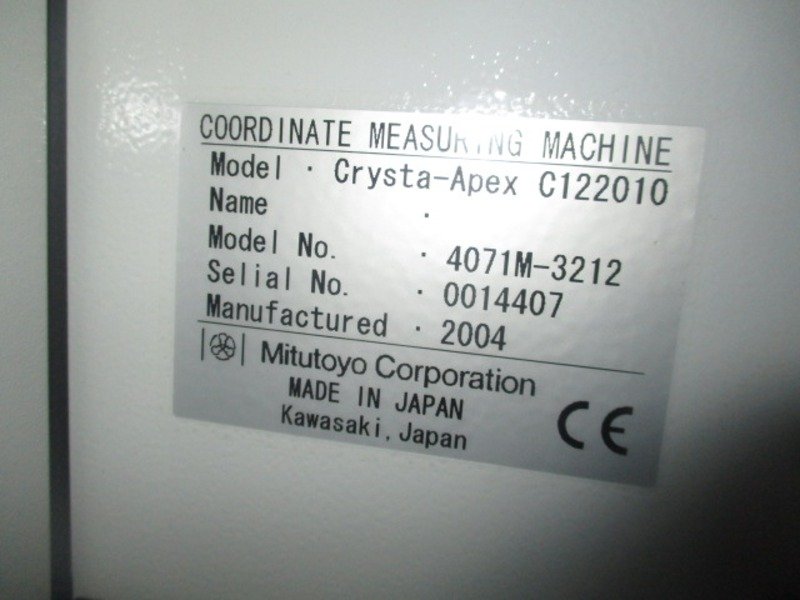 COORDINATE MEASURING MACHINE
Model · Crysta-Apex C122010
Name ·
Model No. · 4071M-3212
Selial No. · 0014407
Manufactured · 2004
Mitutoyo Corporation
MADE IN JAPAN
Kawasaki, Japan
CE